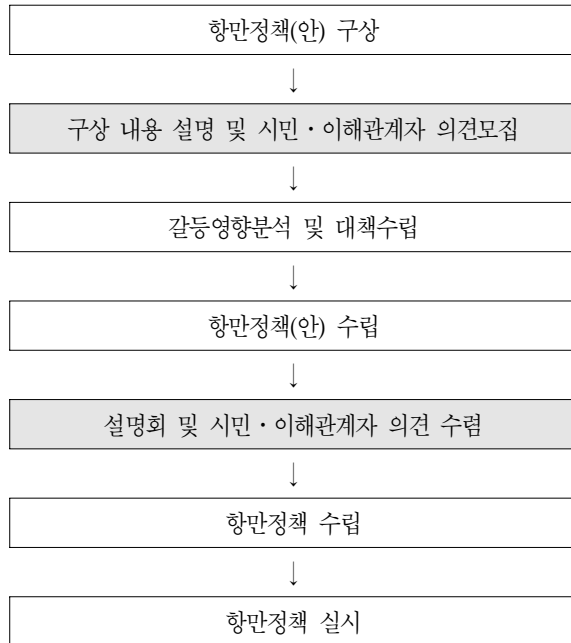 항만정책(안) 구상
↓
구상 내용 설명 및 시민·이해관계자 의견모집
↓
갈등영향분석 및 대책수립
↓
항만정책(안) 수립
↓
설명회 및 시민·이해관계자 의견 수렴
↓
항만정책 수립
↓
항만정책 실시